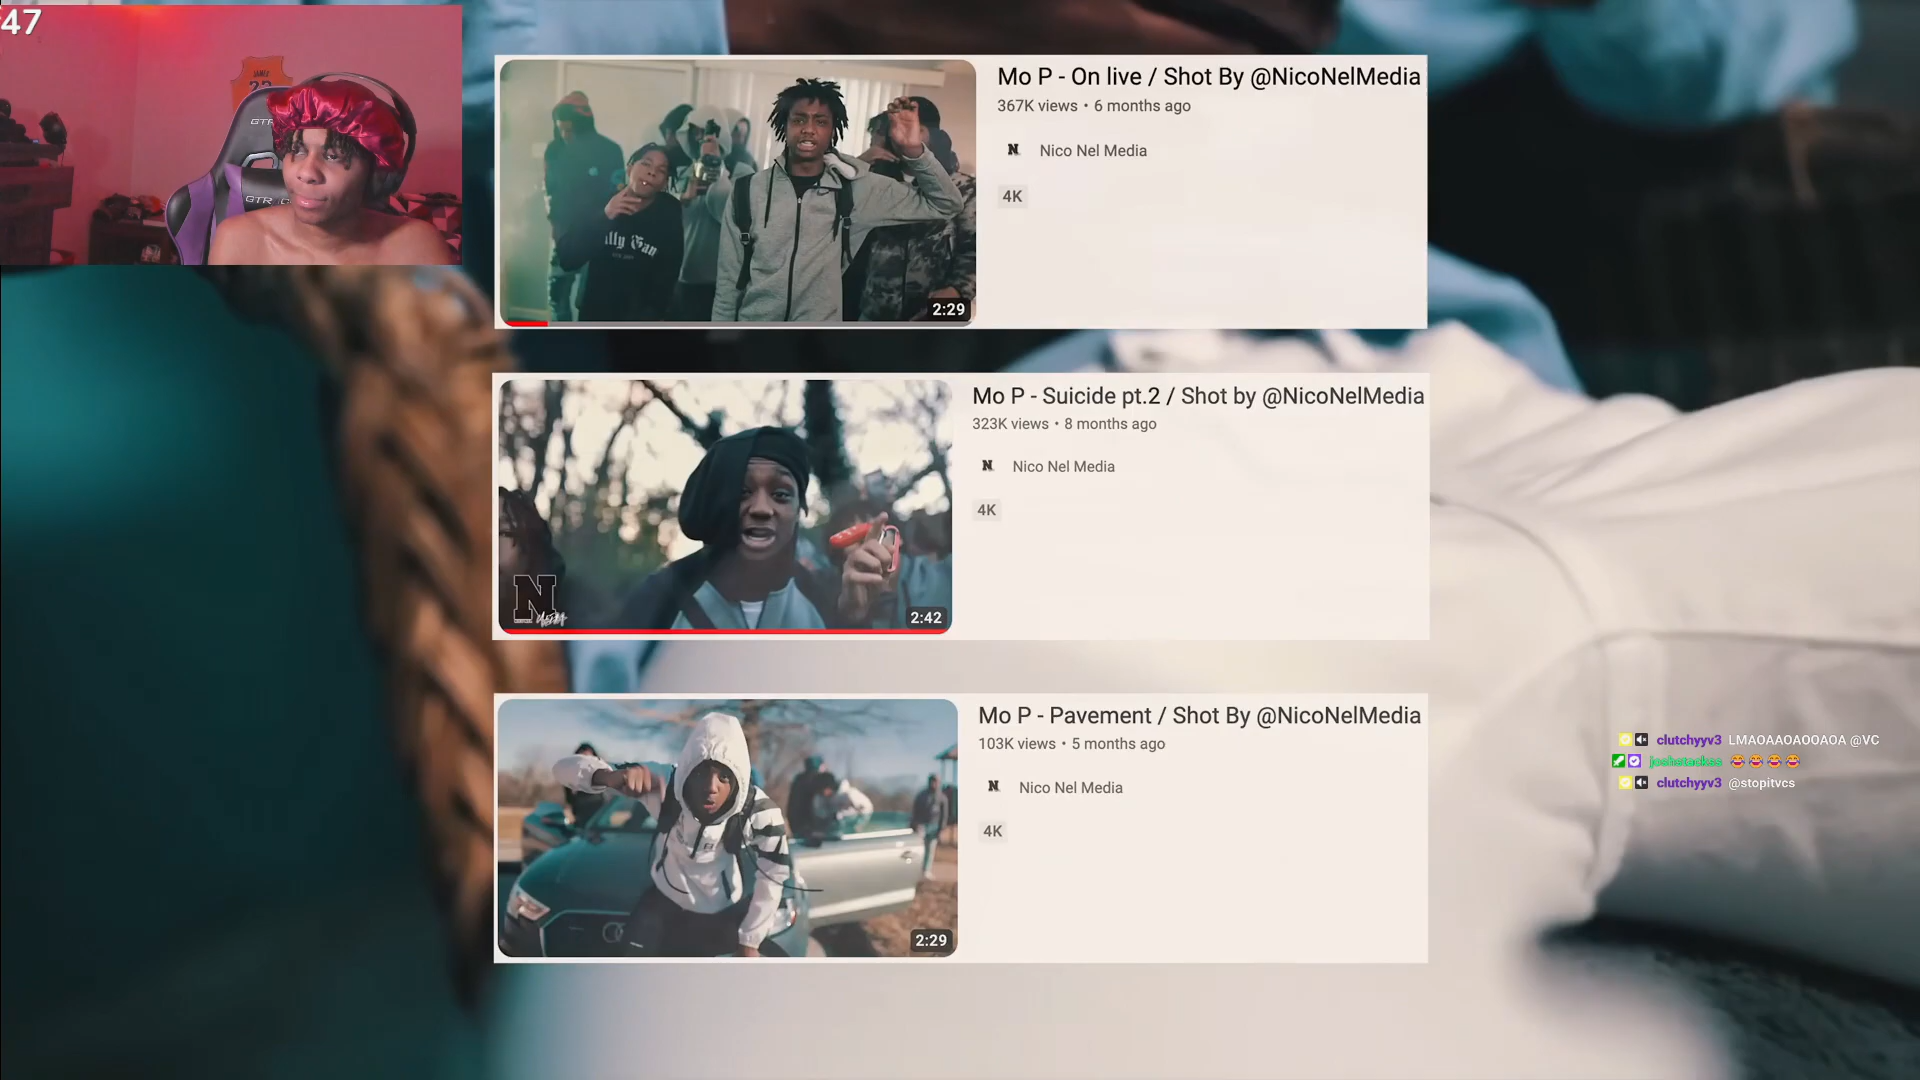 47
GTR
GTR
Mo P - On live / Shot By @NicoNelMedia
367K views • 6 months ago
N Nico Nel Media
4K
2:29
Mo P - Suicide pt.2 / Shot by @NicoNelMedia
323K views • 8 months ago
N Nico Nel Media
4K
N
2:42
Mo P - Pavement / Shot By @NicoNelMedia
103K views • 5 months ago
N Nico Nel Media
4K
2:29
clutchyyv3 LMAOAAOAOOAOA @VC
joshstackss
clutchyyv3 @stopitvcs